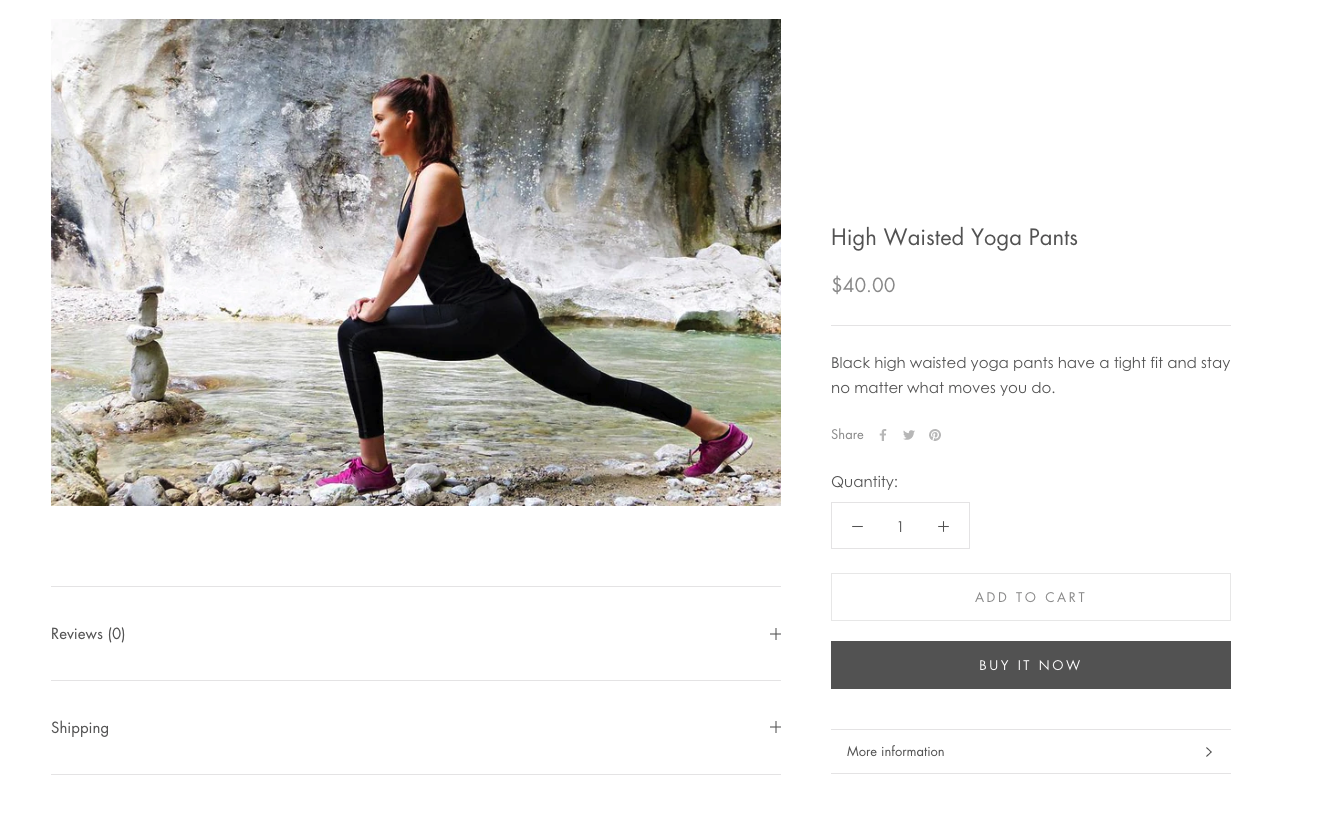 High Waisted Yoga Pants
$40.00
Black high waisted yoga pants have a tight fit and stay
no matter what moves you do.
Share
Quantity:
1
ADD TO CART
BUY IT NOW
More information
Reviews (0)
Shipping